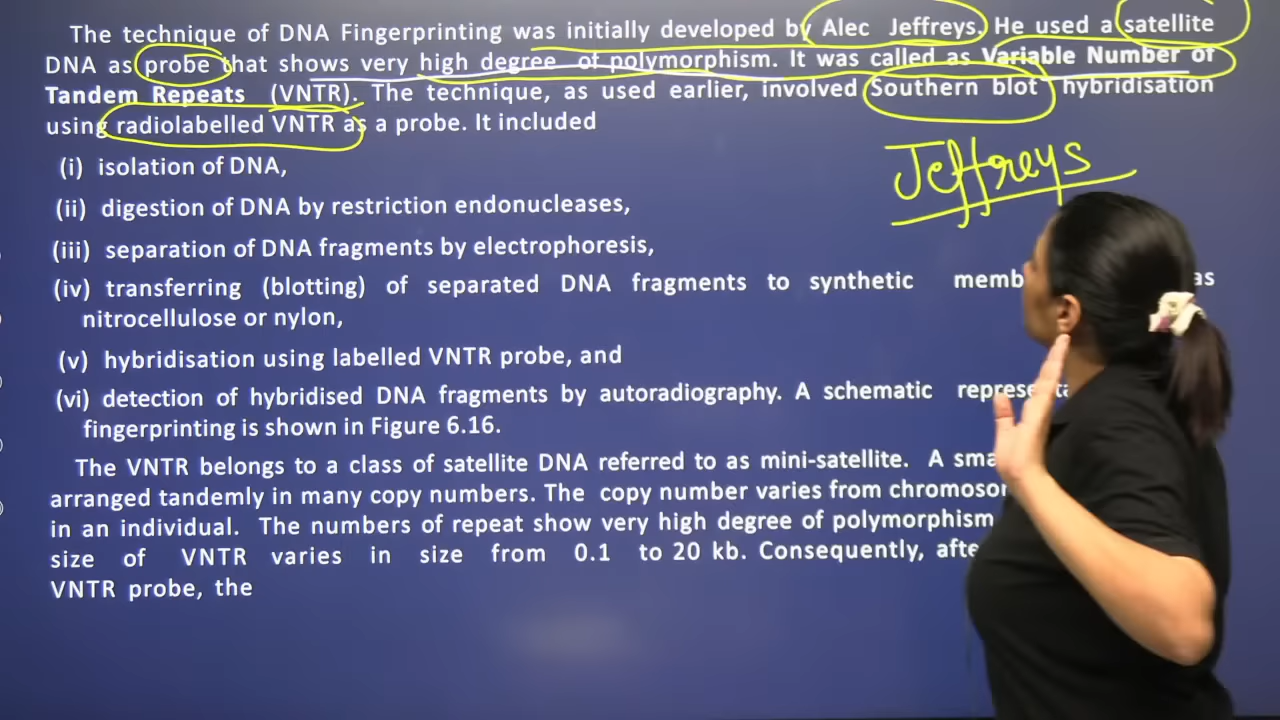 The technique of DNA Fingerprinting was initially developed by Alec Jeffreys. He used a satellite
DNA as probe that shows very high degree of polymorphism. It was called as Variable Number of
Tandem Repeats (VNTR). The technique, as used earlier, involved Southern blot hybridisation
using radiolabelled VNTR as a probe. It included
Jeffreys
(i) isolation of DNA,
(ii) digestion of DNA by restriction endonucleases,
(iii) separation of DNA fragments by electrophoresis,
(iv) transferring (blotting) of separated DNA fragments to synthetic as
nitrocellulose or nylon,
(v) hybridisation using labelled VNTR probe, and
(vi) detection of hybridised DNA fragments by autoradiography. A schematic
fingerprinting is shown in Figure 6.16.
The VNTR belongs to a class of satellite DNA referred to as mini-satellite. A
arranged tandemly in many copy numbers. The copy number varies from
in an individual. The numbers of repeat show very high degree of polymorphism
size of VNTR varies in size from 0.1 to 20 kb. Consequently,
VNTR probe, the